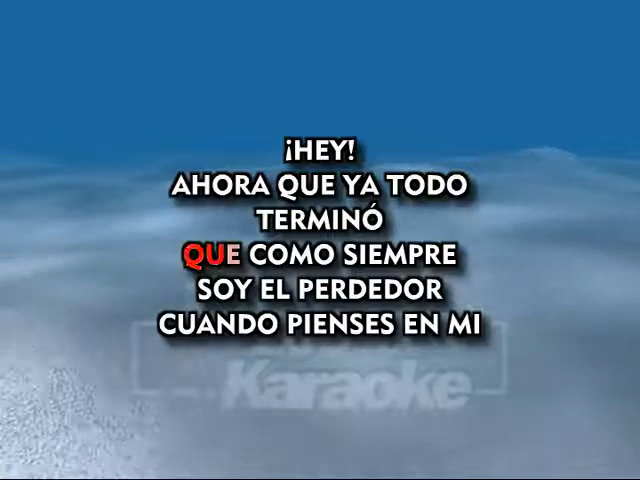 ¡HEY!
AHORA QUE YA TODO
TERMINÓ
QUE COMO SIEMPRE
SOY EL PERDEDOR
CUANDO PIENSES EN MI
Karaoke